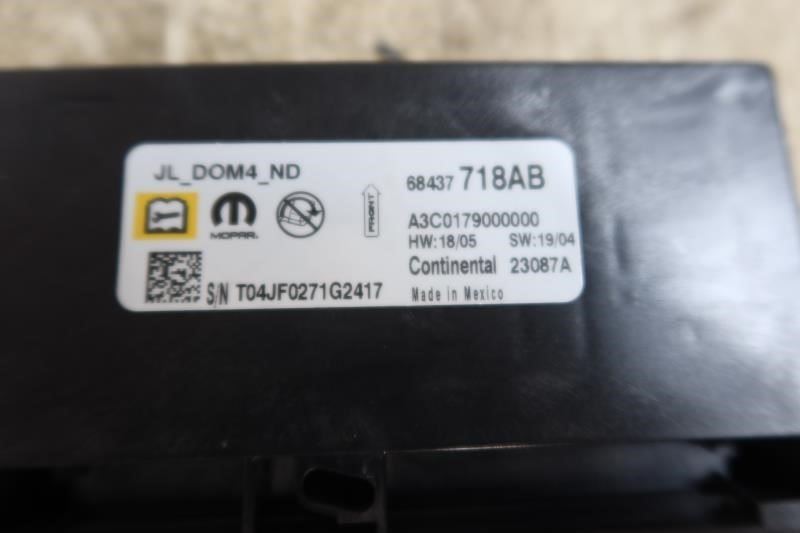 JL_DOM4_ND
68437 718AB
MOPAR.
FRONT
A3C0179000000
HW:18/05 SW:19/04
Continental 23087A
S/N T04JF0271G2417
Made in Mexico